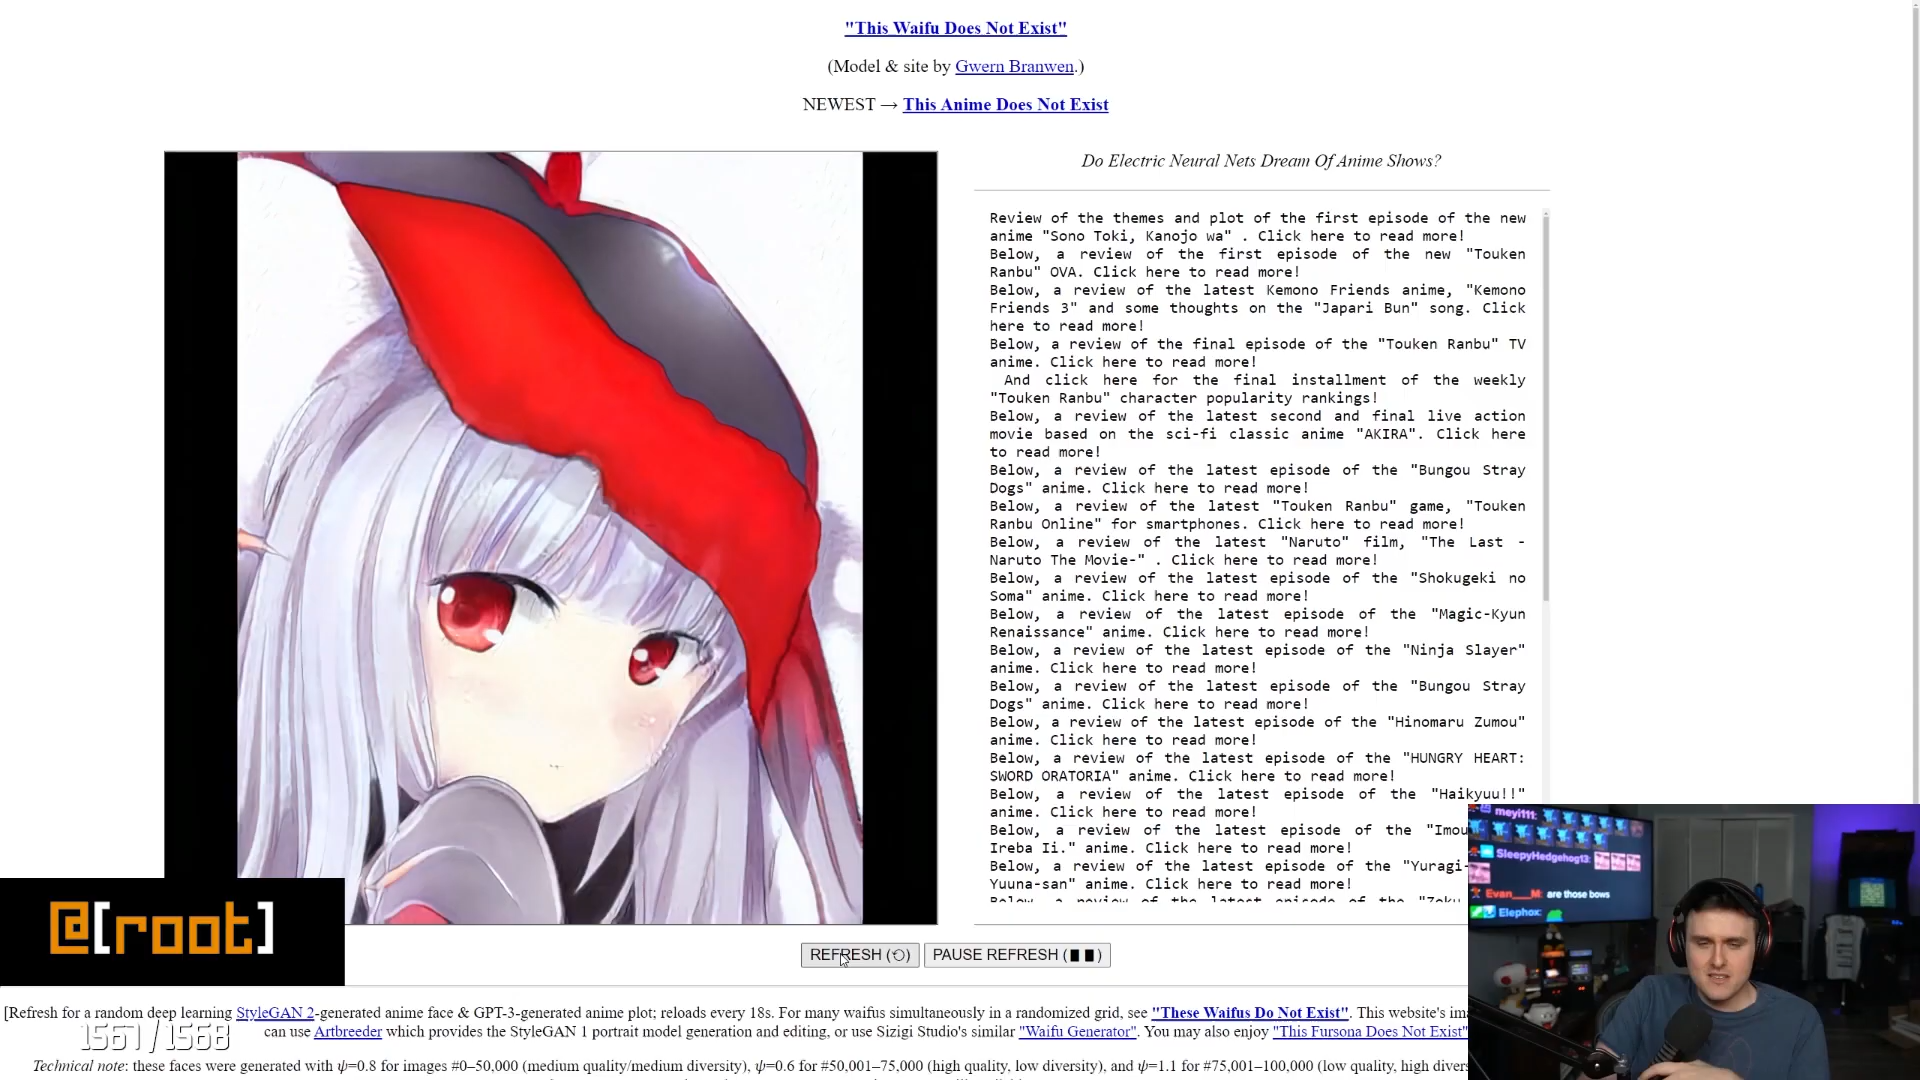 "This Waifu Does Not Exist"
(Model & site by Gwern Branwen.)
NEWEST → This Anime Does Not Exist
Do Electric Neural Nets Dream Of Anime Shows?
Review of the themes and plot of the first episode of the new
anime "Sono Toki, Kanojo wa" . Click here to read more!
Below, a review of the first episode of the new "Touken
Ranbu" OVA. Click here to read more!
Below, a review of the latest Kemono Friends anime, "Kemono
Friends 3" and some thoughts on the "Japari Bun" song. Click
here to read more!
Below, a review of the final episode of the "Touken Ranbu" TV
anime. Click here to read more!
And click here for the final installment of the weekly
"Touken Ranbu" character popularity rankings!
Below, a review of the latest second and final live action
movie based on the sci-fi classic anime "AKIRA". Click here
to read more!
Below, a review of the latest episode of the "Bungou Stray
Dogs" anime. Click here to read more!
Below, a review of the latest "Touken Ranbu" game, "Touken
Ranbu Online" for smartphones. Click here to read more!
Below, a review of the latest "Naruto" film, "The Last -
Naruto The Movie-" . Click here to read more!
Below, a review of the latest episode of the "Shokugeki no
Soma" anime. Click here to read more!
Below, a review of the latest episode of the "Magic-Kyun
Renaissance" anime. Click here to read more!
Below, a review of the latest episode of the "Ninja Slayer"
anime. Click here to read more!
Below, a review of the latest episode of the "Bungou Stray
Dogs" anime. Click here to read more!
Below, a review of the latest episode of the "Hinomaru Zumou"
anime. Click here to read more!
Below, a review of the latest episode of the "HUNGRY HEART:
SWORD ORATORIA" anime. Click here to read more!
Below, a review of the latest episode of the "Haikyuu!!"
anime. Click here to read more!
Below, a review of the latest episode of the "Imou
Ireba Ii." anime. Click here to read more!
Below, a review of the latest episode of the "Yuragi-
Yuuna-san" anime. Click here to read more!
Below, a review of the latest episode of the "Zoku
meyi111:
SleepyHedgehog13:
Evan___M: are those bows
Elephox:
@[root]
REFRESH (⟲) PAUSE REFRESH (▮▮)
[Refresh for a random deep learning StyleGAN 2-generated anime face & GPT-3-generated anime plot; reloads every 18s. For many waifus simultaneously in a randomized grid, see "These Waifus Do Not Exist". This website's im
1567/1568
can use Artbreeder which provides the StyleGAN 1 portrait model generation and editing, or use Sizigi Studio's similar "Waifu Generator". You may also enjoy "This Fursona Does Not Exist"
Technical note: these faces were generated with ψ=0.8 for images #0–50,000 (medium quality/medium diversity), ψ=0.6 for #50,001–75,000 (high quality, low diversity), and ψ=1.1 for #75,001–100,000 (low quality, high divers